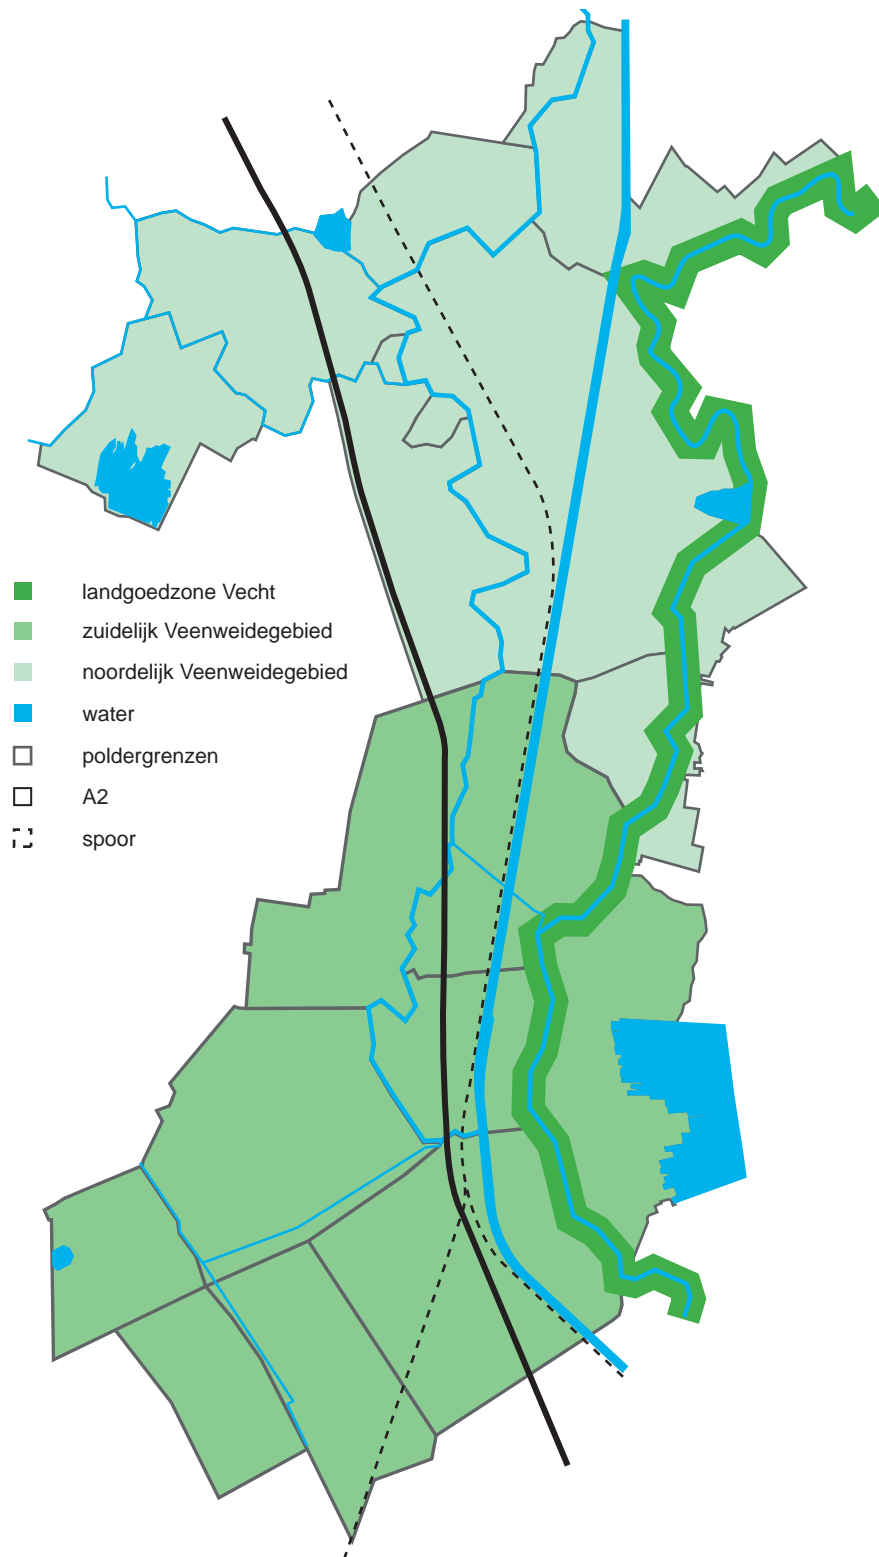 landgoedzone Vecht
zuidelijk Veenweidegebied
noordelijk Veenweidegebied
water
poldergrenzen
A2
spoor